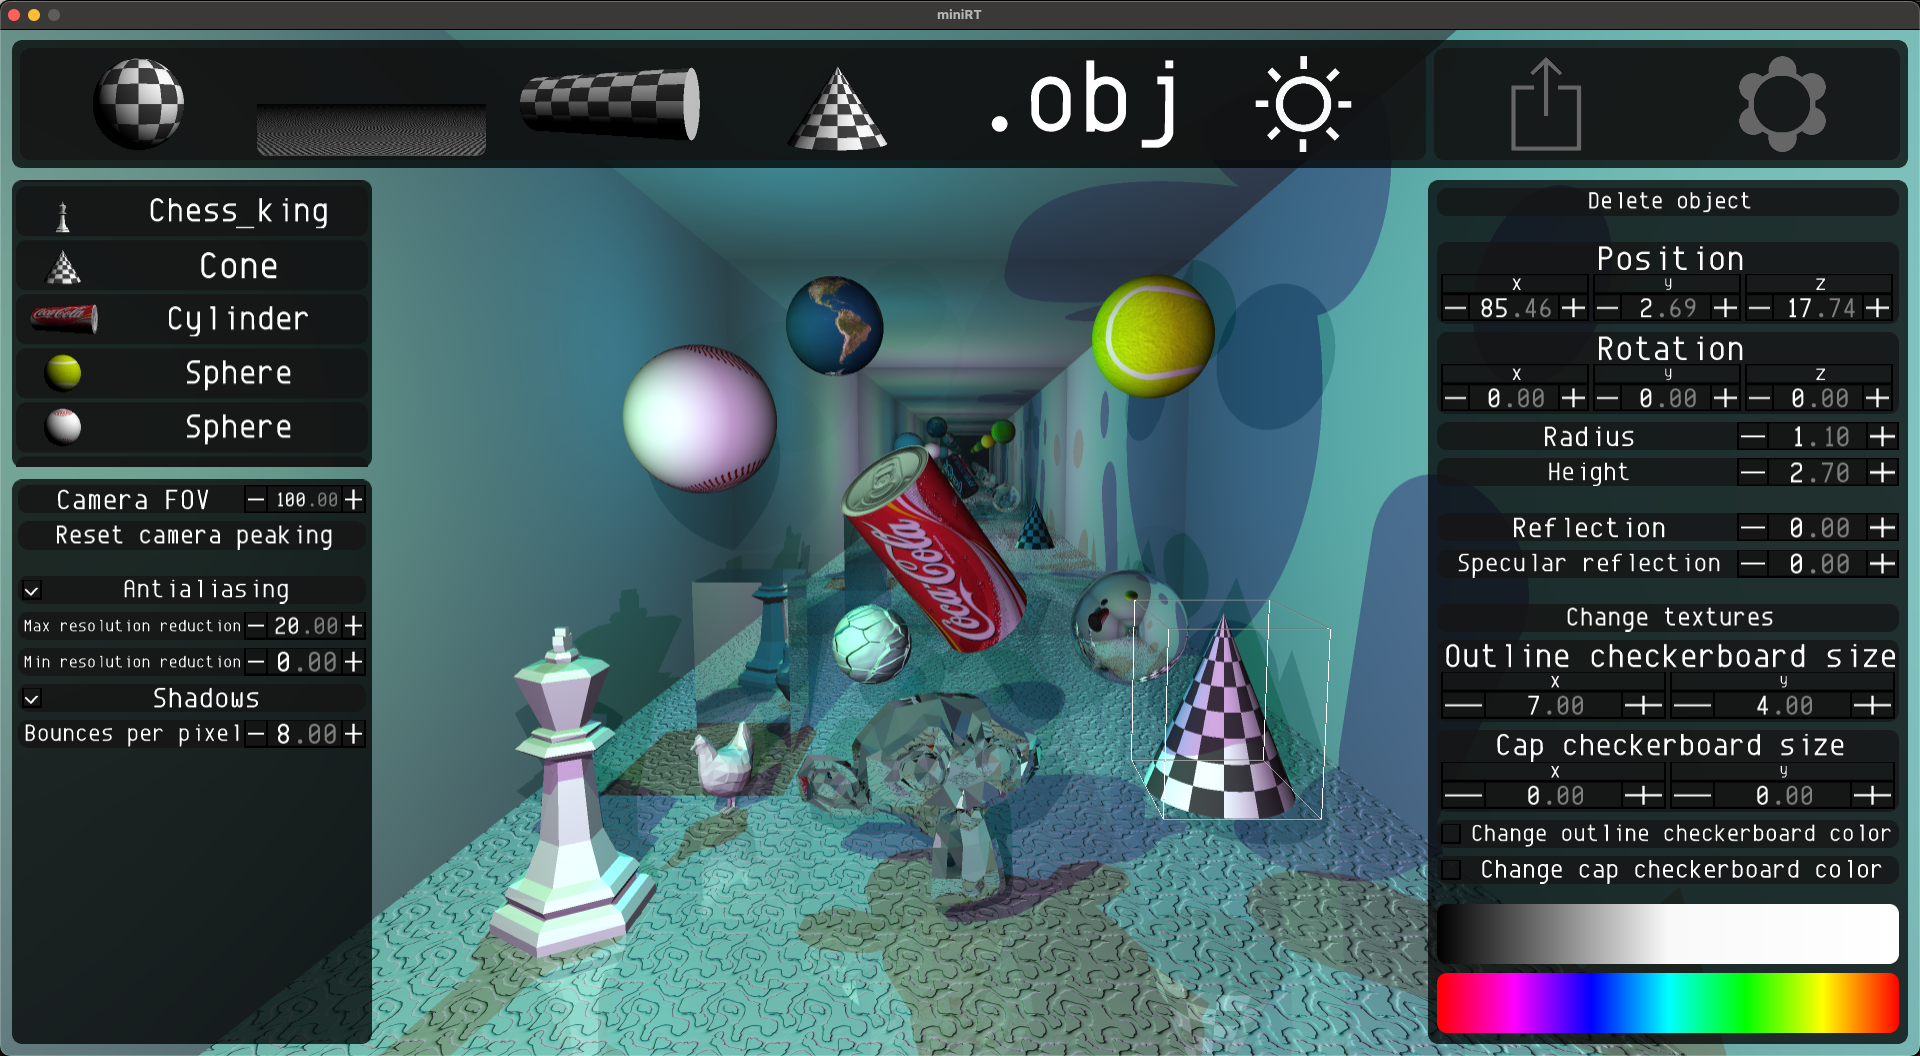 miniRT
.obj
Chess_king
Cone
Cylinder
Sphere
Sphere
Camera FOV - 100.00 +
Reset camera peaking
Antialiasing
Max resolution reduction - 20.00 +
Min resolution reduction - 0.00 +
Shadows
Bounces per pixel - 8.00 +
Coca-Cola
Coca-Cola
Delete object
Position
x y z
- 85.46 + - 2.69 + - 17.74 +
Rotation
x y z
- 0.00 + - 0.00 + - 0.00 +
Radius - 1.10 +
Height - 2.70 +
Reflection - 0.00 +
Specular reflection - 0.00 +
Change textures
Outline checkerboard size
x y
- 7.00 + - 4.00 +
Cap checkerboard size
x y
- 0.00 + - 0.00 +
Change outline checkerboard color
Change cap checkerboard color